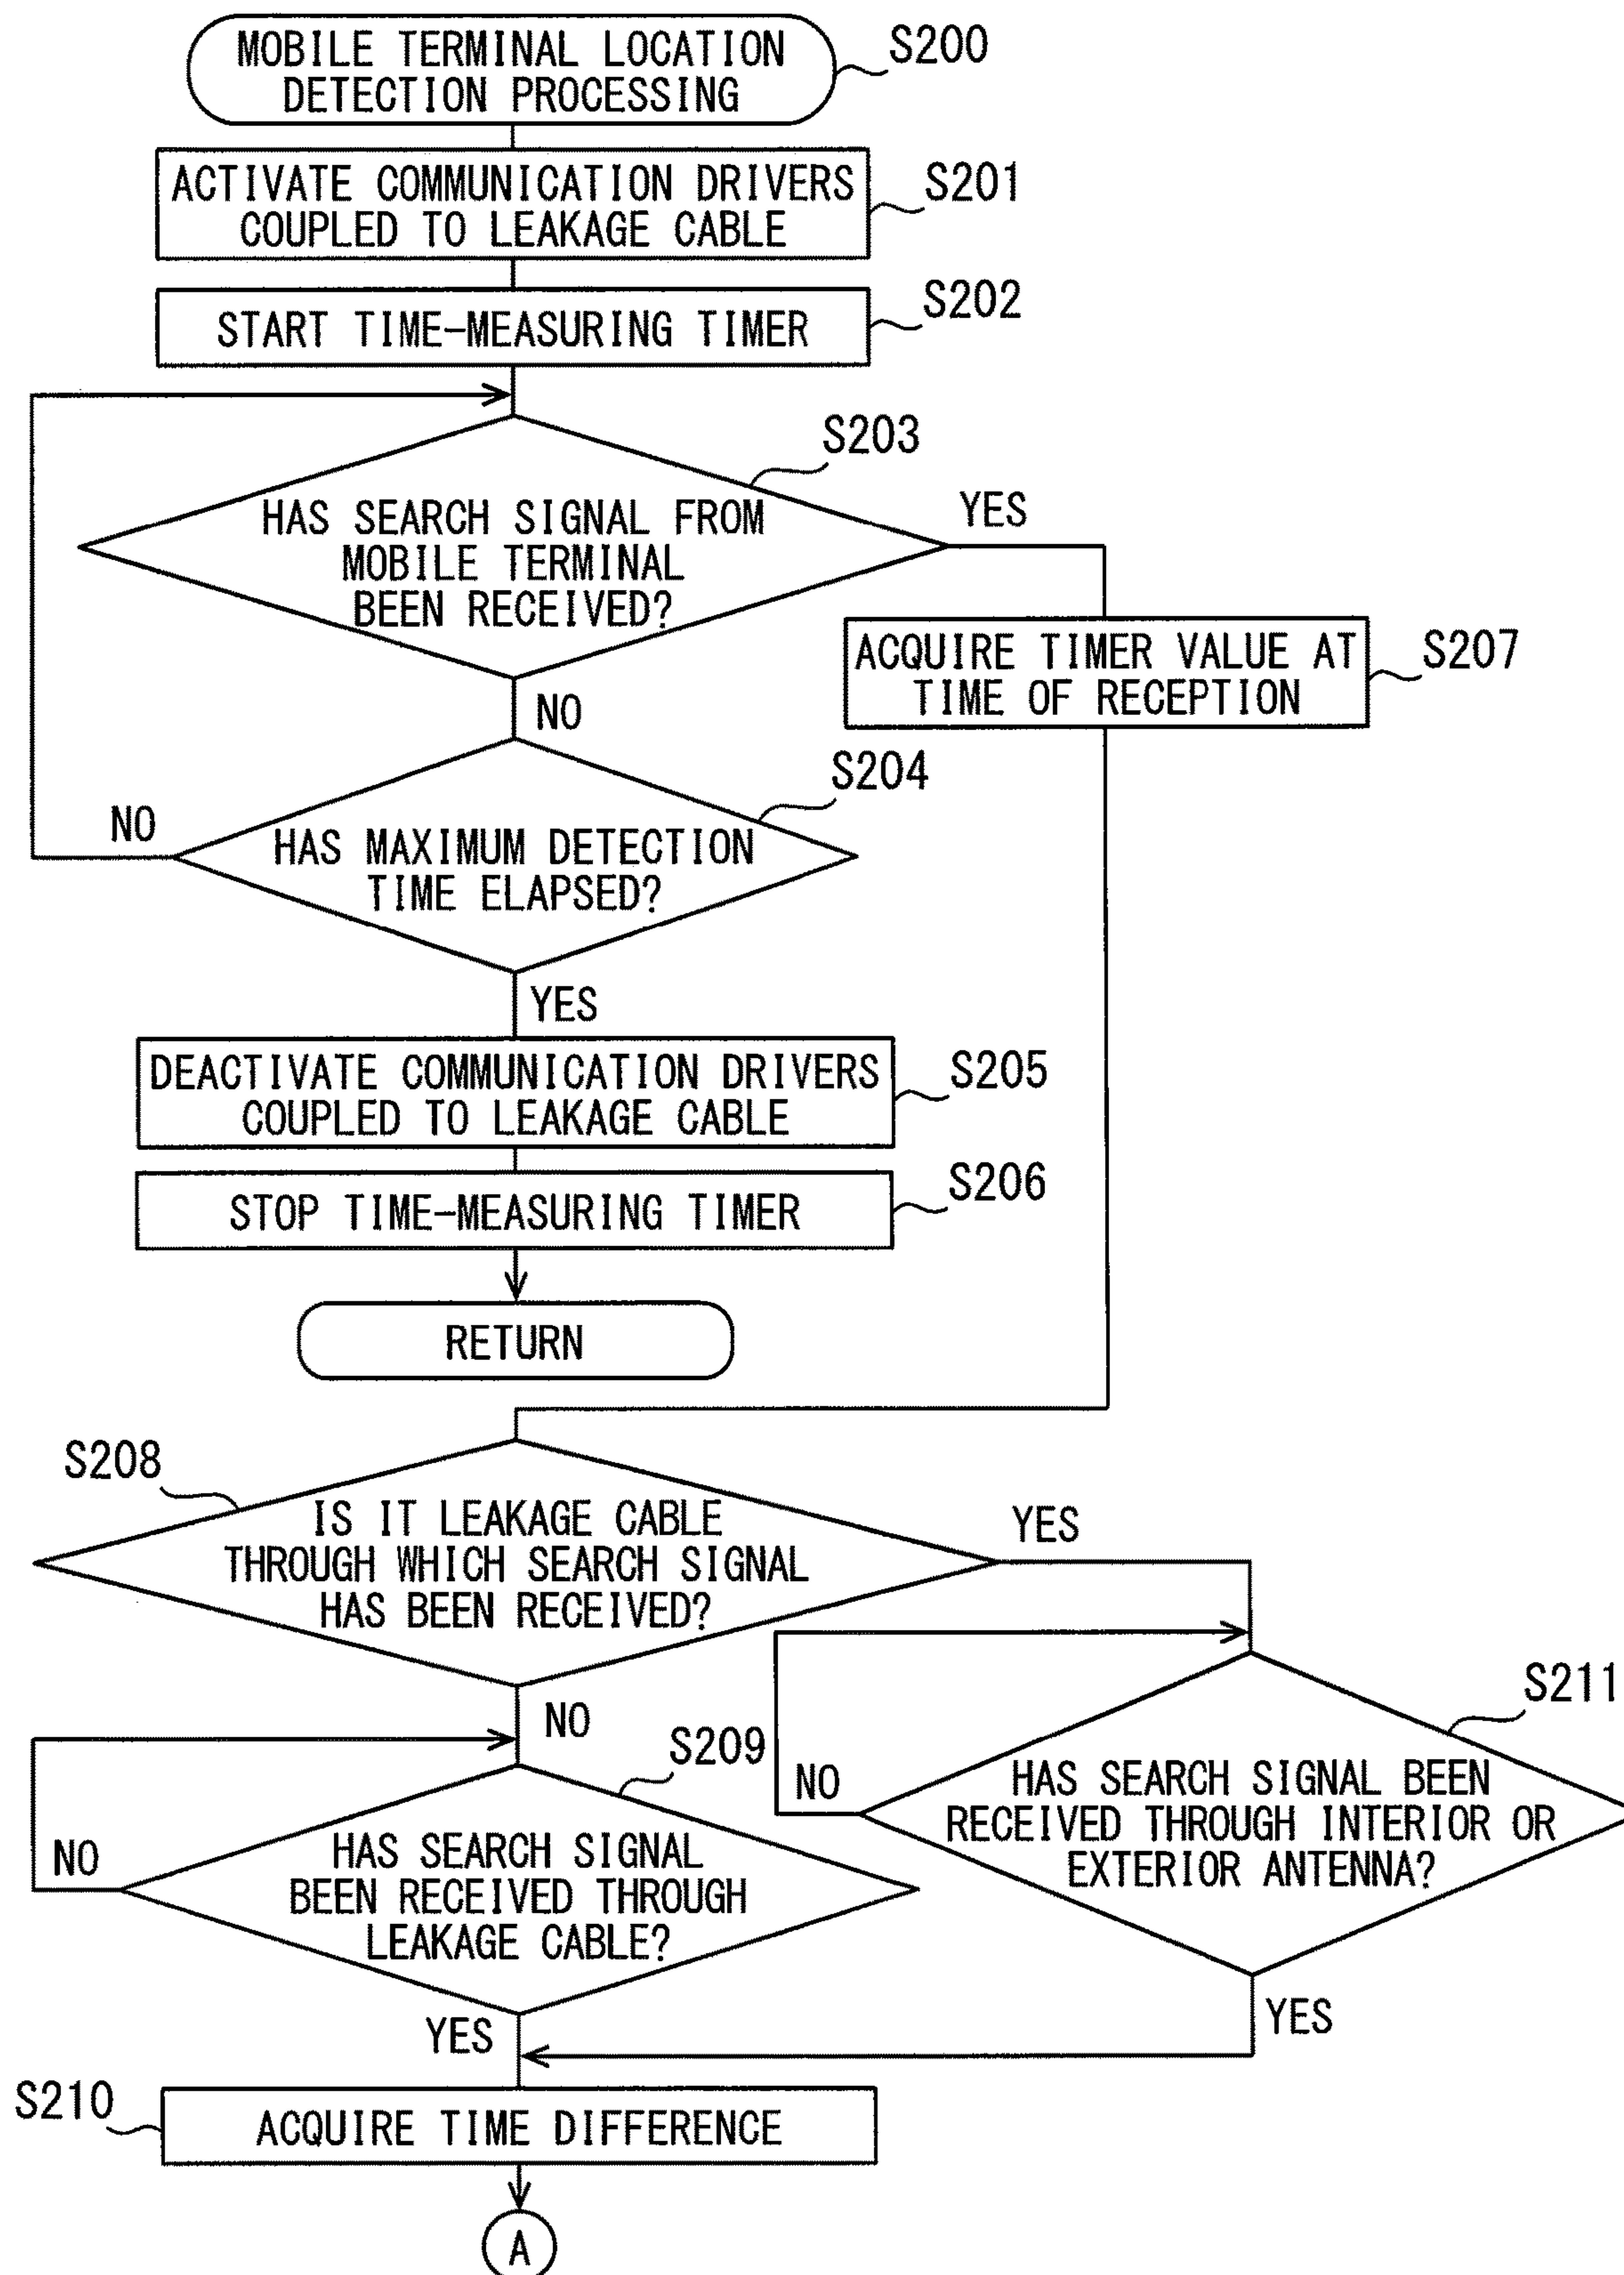 MOBILE TERMINAL LOCATION
DETECTION PROCESSING
S200
ACTIVATE COMMUNICATION DRIVERS
COUPLED TO LEAKAGE CABLE
S201
START TIME-MEASURING TIMER
S202
S203
HAS SEARCH SIGNAL FROM
MOBILE TERMINAL
BEEN RECEIVED?
YES
NO
ACQUIRE TIMER VALUE AT
TIME OF RECEPTION
S207
S204
HAS MAXIMUM DETECTION
TIME ELAPSED?
NO
YES
DEACTIVATE COMMUNICATION DRIVERS
COUPLED TO LEAKAGE CABLE
S205
STOP TIME-MEASURING TIMER
S206
RETURN
S208
IS IT LEAKAGE CABLE
THROUGH WHICH SEARCH SIGNAL
HAS BEEN RECEIVED?
YES
NO
S209
HAS SEARCH SIGNAL
BEEN RECEIVED THROUGH
LEAKAGE CABLE?
NO
YES
S211
HAS SEARCH SIGNAL BEEN
RECEIVED THROUGH INTERIOR OR
EXTERIOR ANTENNA?
NO
YES
S210
ACQUIRE TIME DIFFERENCE
A